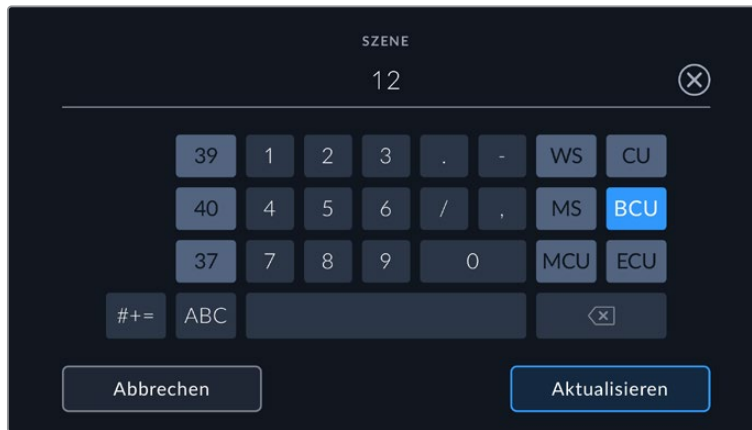 SZENE
12
39 1 2 3 . - WS CU
40 4 5 6 / , MS BCU
37 7 8 9 0 MCU ECU
#+= ABC
Abbrechen Aktualisieren